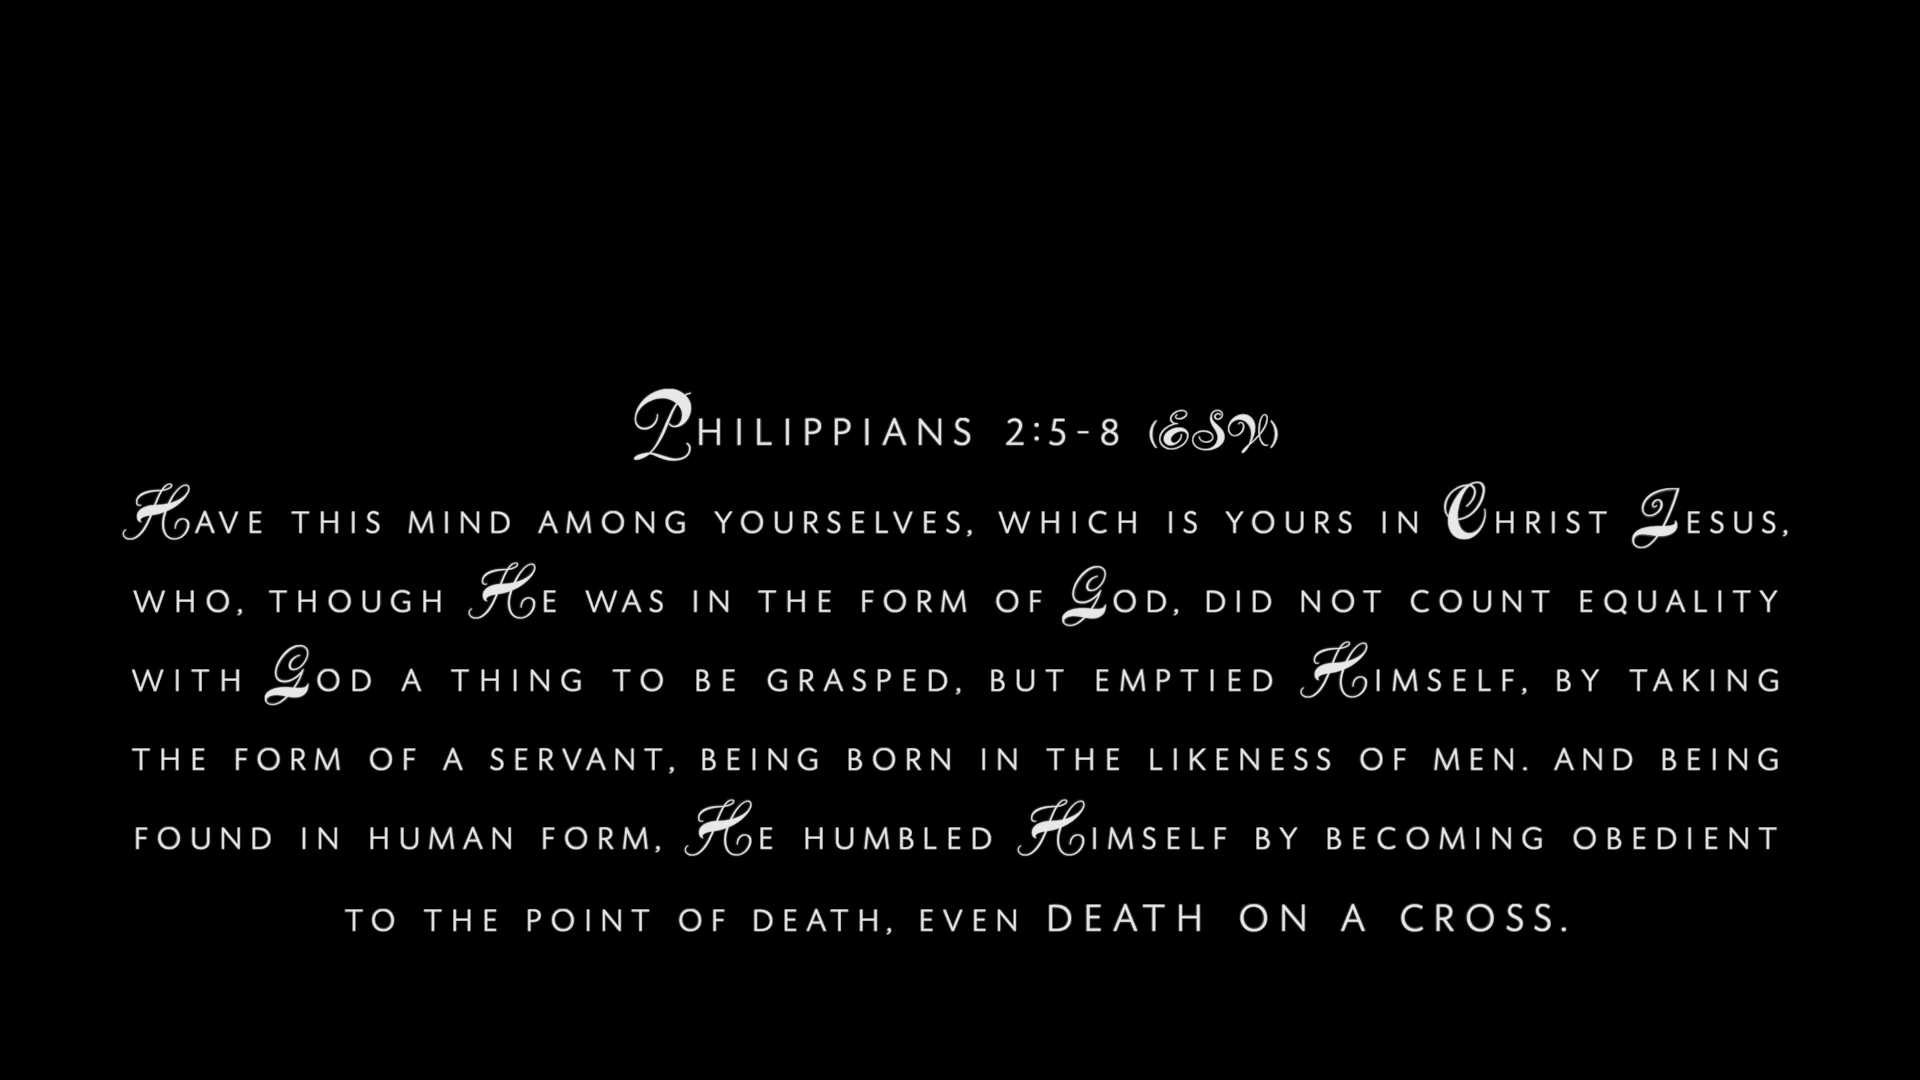 Philippians 2:5-8 (ESV)
Have this mind among yourselves, which is yours in Christ Jesus,
who, though He was in the form of God, did not count equality
with God a thing to be grasped, but emptied Himself, by taking
the form of a servant, being born in the likeness of men. And being
found in human form, He humbled Himself by becoming obedient
to the point of death, even DEATH ON A CROSS.